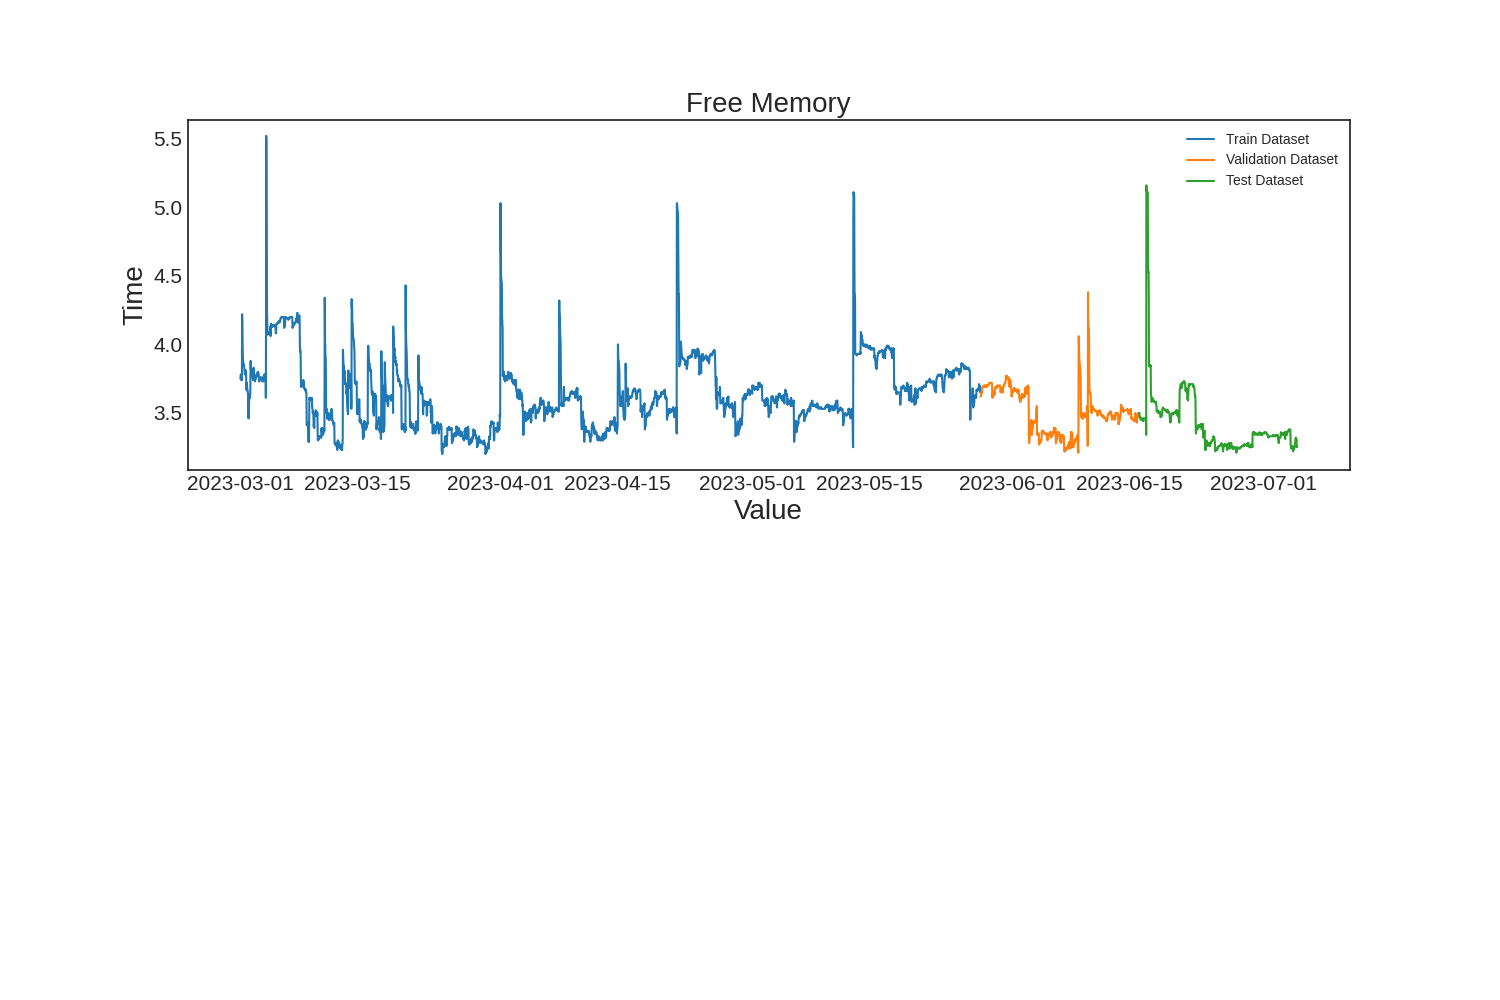 Free Memory
Train Dataset
Validation Dataset
Test Dataset
Time
5.5
5.0
4.5
4.0
3.5
2023-03-01 2023-03-15 2023-04-01 2023-04-15 2023-05-01 2023-05-15 2023-06-01 2023-06-15 2023-07-01
Value